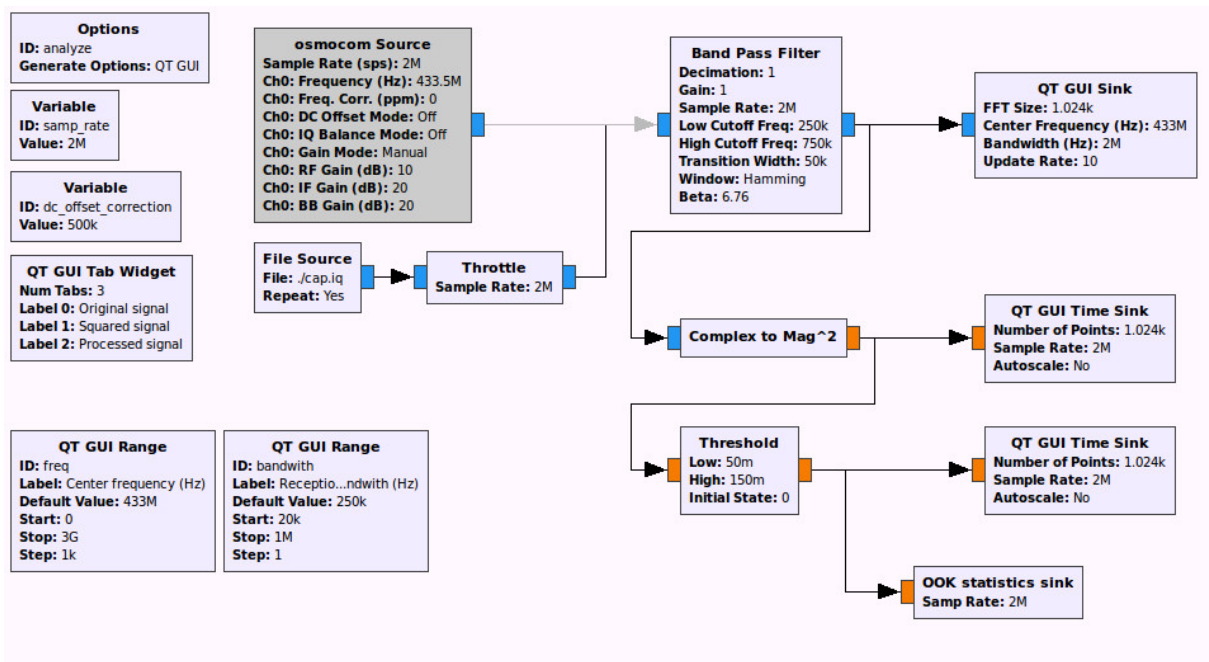 Options
ID: analyze
Generate Options: QT GUI
Variable
ID: samp_rate
Value: 2M
Variable
ID: dc_offset_correction
Value: 500k
QT GUI Tab Widget
Num Tabs: 3
Label 0: Original signal
Label 1: Squared signal
Label 2: Processed signal
QT GUI Range
ID: freq
Label: Center frequency (Hz)
Default Value: 433M
Start: 0
Stop: 3G
Step: 1k
QT GUI Range
ID: bandwith
Label: Receptio...ndwith (Hz)
Default Value: 250k
Start: 20k
Stop: 1M
Step: 1
osmocom Source
Sample Rate (sps): 2M
Ch0: Frequency (Hz): 433.5M
Ch0: Freq. Corr. (ppm): 0
Ch0: DC Offset Mode: Off
Ch0: IQ Balance Mode: Off
Ch0: Gain Mode: Manual
Ch0: RF Gain (dB): 10
Ch0: IF Gain (dB): 20
Ch0: BB Gain (dB): 20
File Source
File: ./cap.iq
Repeat: Yes
Throttle
Sample Rate: 2M
Band Pass Filter
Decimation: 1
Gain: 1
Sample Rate: 2M
Low Cutoff Freq: 250k
High Cutoff Freq: 750k
Transition Width: 50k
Window: Hamming
Beta: 6.76
QT GUI Sink
FFT Size: 1.024k
Center Frequency (Hz): 433M
Bandwidth (Hz): 2M
Update Rate: 10
Complex to Mag^2
QT GUI Time Sink
Number of Points: 1.024k
Sample Rate: 2M
Autoscale: No
Threshold
Low: 50m
High: 150m
Initial State: 0
QT GUI Time Sink
Number of Points: 1.024k
Sample Rate: 2M
Autoscale: No
OOK statistics sink
Samp Rate: 2M